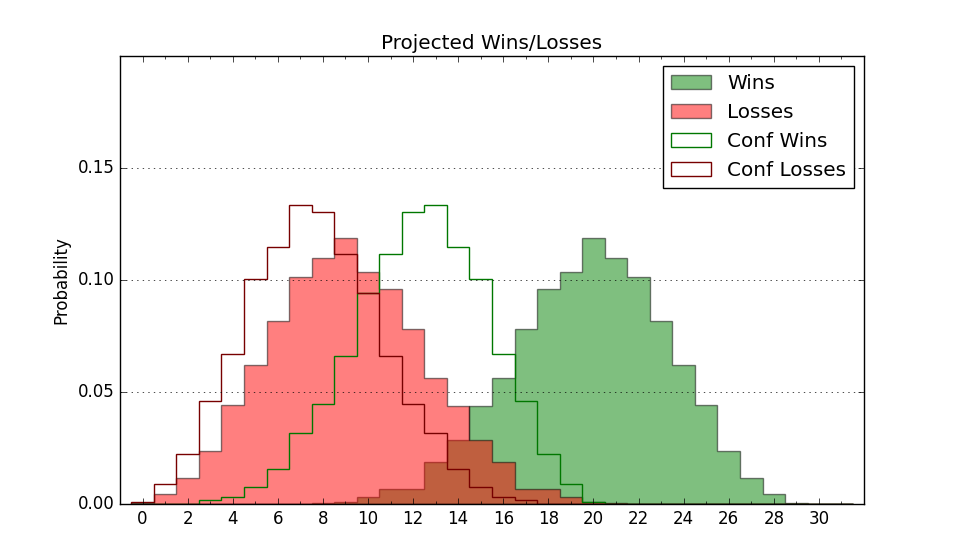 Projected Wins/Losses
Wins
Losses
Conf Wins
Conf Losses
Probability
0.15
0.10
0.05
0.00
0 2 4 6 8 10 12 14 16 18 20 22 24 26 28 30